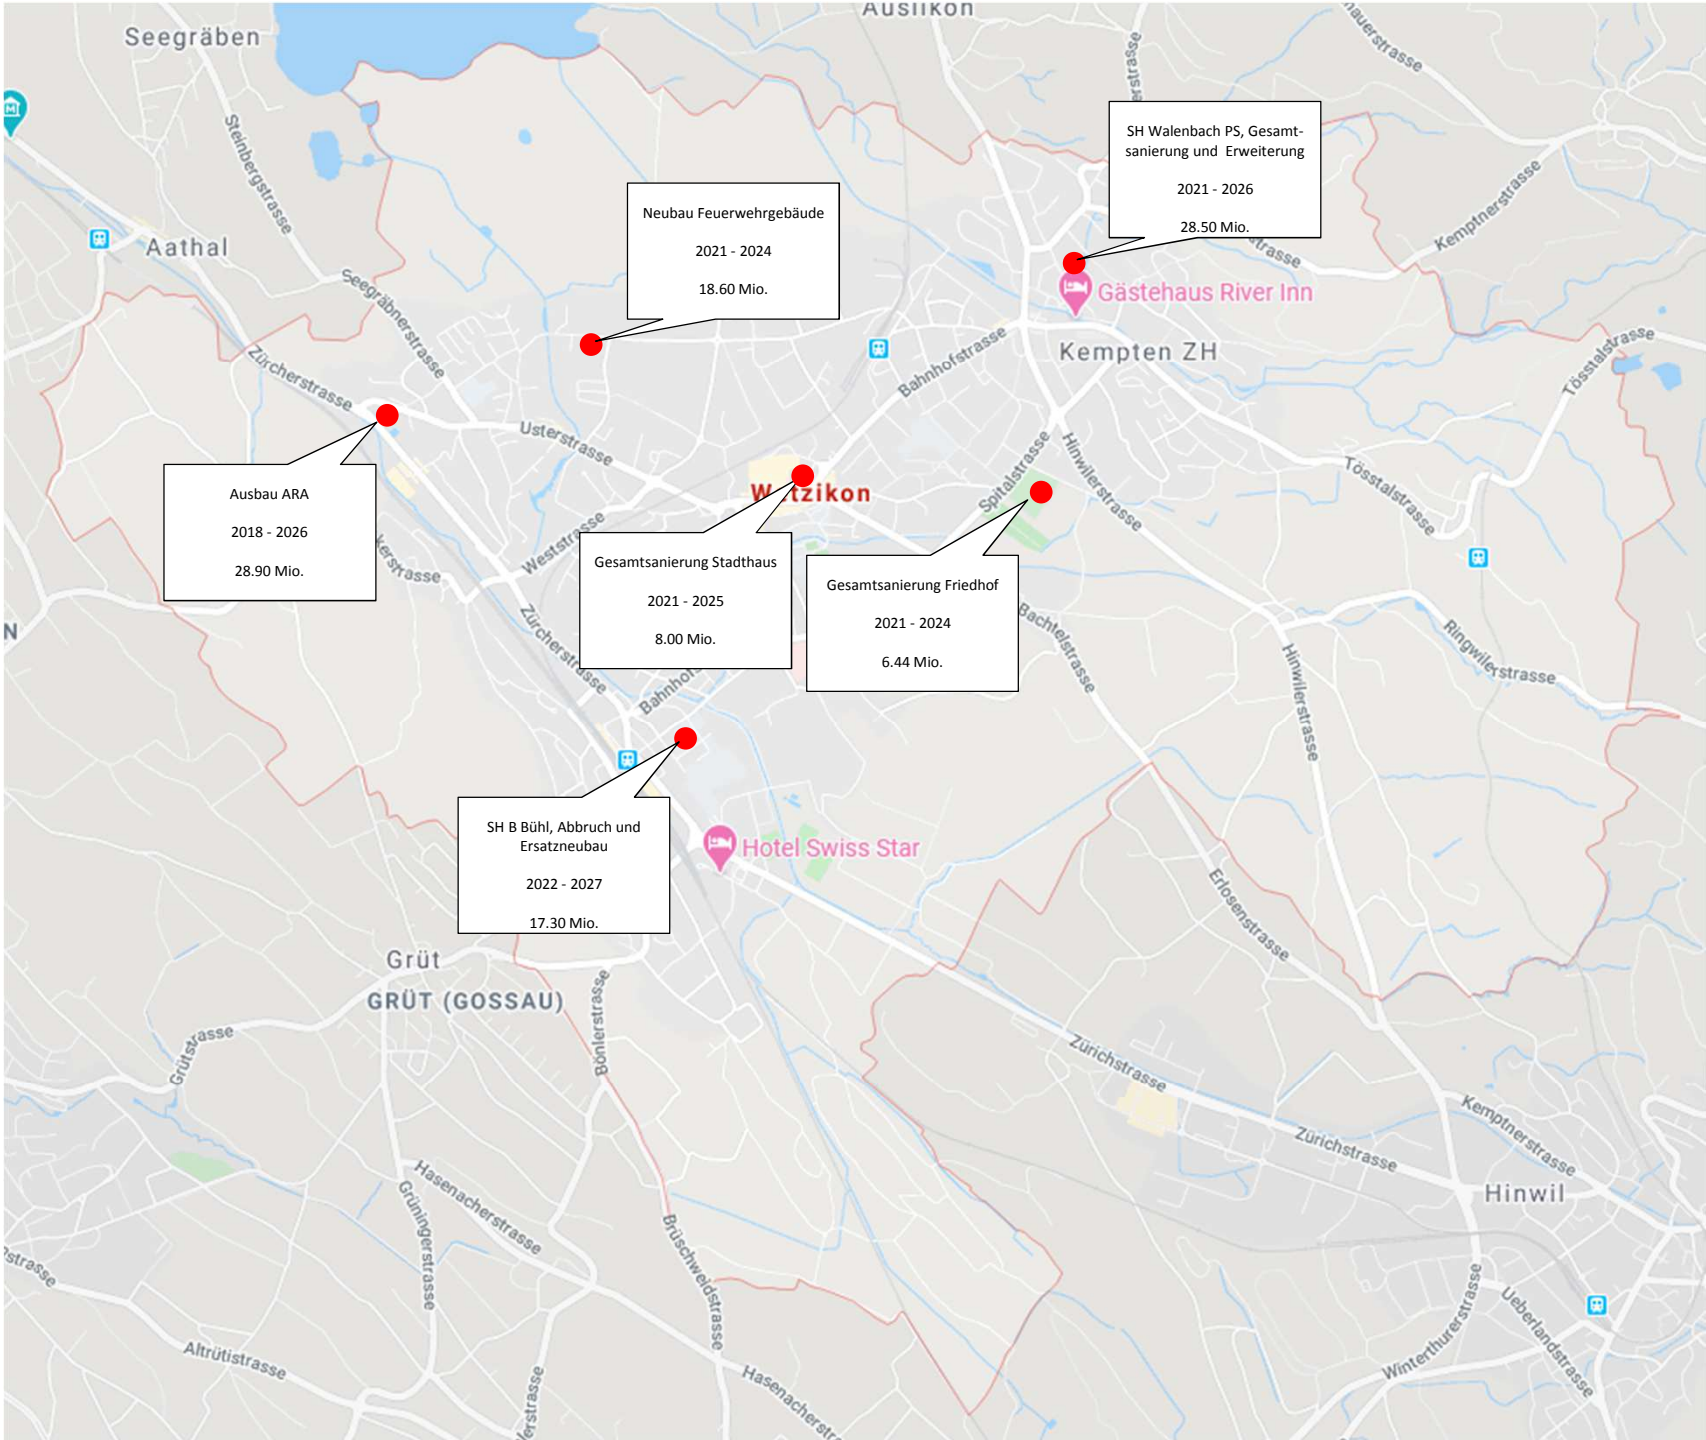 Seegräben
Auslikon
Steinbergstrasse
Aathal
Seegräbnerstrasse
Zürcherstrasse
Kemptnerstrasse
SH Walenbach PS, Gesamt-
sanierung und Erweiterung
2021 - 2026
28.50 Mio.
Neubau Feuerwehrgebäude
2021 - 2024
18.60 Mio.
Gästehaus River Inn
Kempten ZH
Bahnhofstrasse
Tösstalstrasse
Usterstrasse
Spitalstrasse
Hinwilerstrasse
Tösstalstrasse
Ausbau ARA
2018 - 2026
28.90 Mio.
Weststrasse
Gesamtsanierung Stadthaus
2021 - 2025
8.00 Mio.
Gesamtsanierung Friedhof
2021 - 2024
6.44 Mio.
N
Zürcherstrasse
Bachtelstrasse
Ringwilerstrasse
Hinwilerstrasse
SH B Bühl, Abbruch und
Ersatzneubau
2022 - 2027
17.30 Mio.
Hotel Swiss Star
Erlosenstrasse
Grüt
GRÜT (GOSSAU)
Grütstrasse
Bönlerstrasse
Zürichstrasse
Kemptnerstrasse
Zürichstrasse
Hinwil
Hasenacherstrasse
Grüningerstrasse
Brüschweidstrasse
Ueberlandstrasse
Winterthurerstrasse
Altrütistrasse
Hasenacherstr